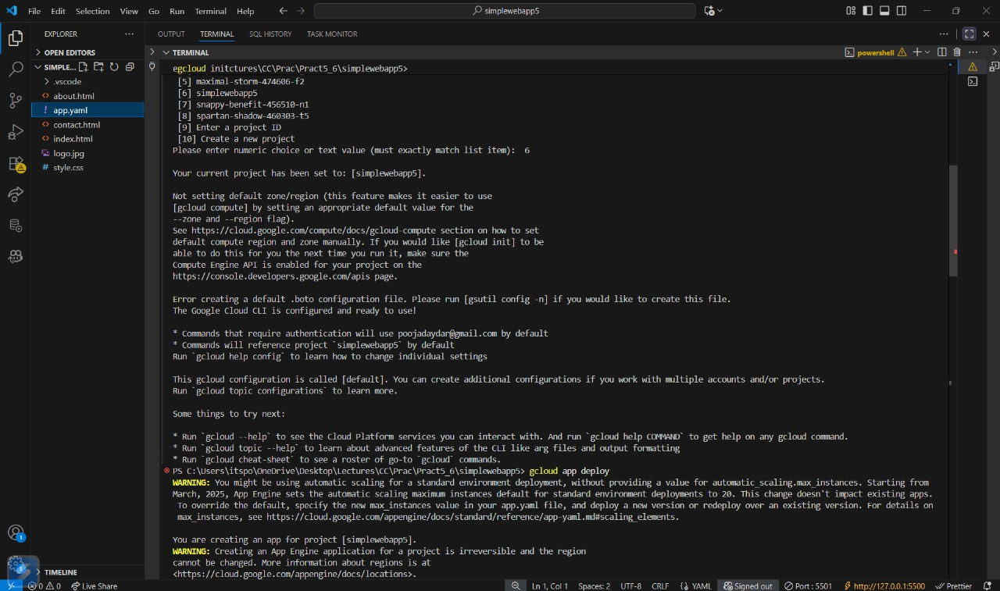 File Edit Selection View Go Run Terminal Help
simplewebapp5
EXPLORER
OPEN EDITORS
SIMPLE...
.vscode
about.html
app.yaml
contact.html
index.html
logo.jpg
style.css
TIMELINE
OUTPUT TERMINAL SQL HISTORY TASK MONITOR
TERMINAL
powershell
egcloud initctures\CC\Prac\Pract5_6\simplewebapp5>
[5] maximal-storm-474606-f2
[6] simplewebapp5
[7] snappy-benefit-456510-n1
[8] spartan-shadow-460303-t5
[9] Enter a project ID
[10] Create a new project
Please enter numeric choice or text value (must exactly match list item):  6
Your current project has been set to: [simplewebapp5].
Not setting default zone/region (this feature makes it easier to use
[gcloud compute] by setting an appropriate default value for the
--zone and --region flag).
See https://cloud.google.com/compute/docs/gcloud-compute section on how to set
default compute region and zone manually. If you would like [gcloud init] to be
able to do this for you the next time you run it, make sure the
Compute Engine API is enabled for your project on the
https://console.developers.google.com/apis page.
Error creating a default .boto configuration file. Please run [gsutil config -n] if you would like to create this file.
The Google Cloud CLI is configured and ready to use!
* Commands that require authentication will use poojadaydar@gmail.com by default
* Commands will reference project `simplewebapp5` by default
Run `gcloud help config` to learn how to change individual settings
This gcloud configuration is called [default]. You can create additional configurations if you work with multiple accounts and/or projects.
Run `gcloud topic configurations` to learn more.
Some things to try next:
* Run `gcloud --help` to see the Cloud Platform services you can interact with. And run `gcloud help COMMAND` to get help on any gcloud command.
* Run `gcloud topic --help` to learn about advanced features of the CLI like arg files and output formatting
* Run `gcloud cheat-sheet` to see a roster of go-to `gcloud` commands.
PS C:\Users\itspo\OneDrive\Desktop\Lectures\CC\Prac\Pract5_6\simplewebapp5> gcloud app deploy
WARNING: You might be using automatic scaling for a standard environment deployment, without providing a value for automatic_scaling.max_instances. Starting from
March, 2025, App Engine sets the automatic scaling maximum instances default for standard environment deployments to 20. This change doesn't impact existing apps.
To override the default, specify the new max_instances value in your app.yaml file, and deploy a new version or redeploy over an existing version. For details on
max_instances, see https://cloud.google.com/appengine/docs/standard/reference/app-yaml.md#scaling_elements.
You are creating an app for project [simplewebapp5].
WARNING: Creating an App Engine application for a project is irreversible and the region
cannot be changed. More information about regions is at
<https://cloud.google.com/appengine/docs/locations>.
0 0 Live Share Ln 1, Col 1 Spaces: 2 UTF-8 CRLF YAML Signed out Port : 5501 http://127.0.0.1:5500 Prettier